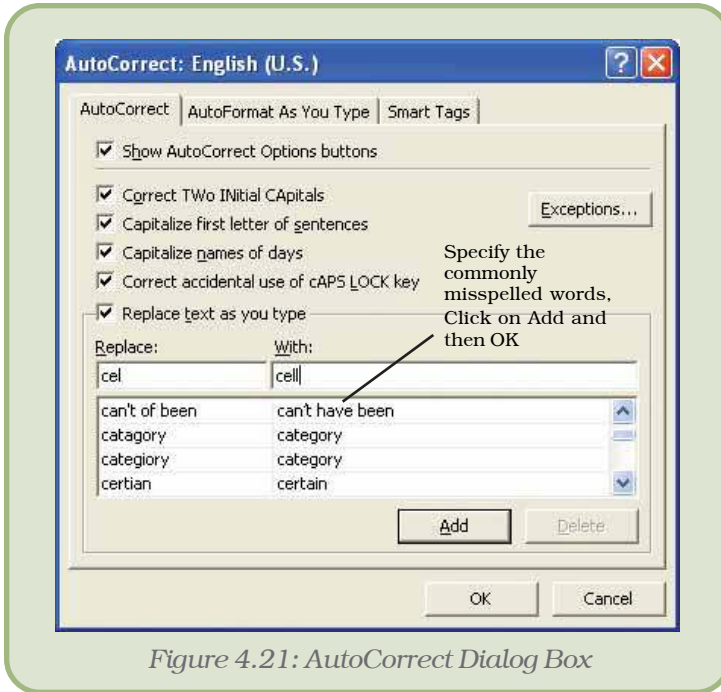 AutoCorrect: English (U.S.)
AutoCorrect AutoFormat As You Type Smart Tags
Show AutoCorrect Options buttons
Correct TWo INitial CApitals
Exceptions...
Capitalize first letter of sentences
Capitalize names of days
Correct accidental use of cAPS LOCK key
Specify the
commonly
misspelled words,
Click on Add and
then OK
Replace text as you type
Replace: With:
cel cell
can't of been can't have been
catagory category
categiory category
certian certain
Add Delete
OK Cancel
Figure 4.21: AutoCorrect Dialog Box